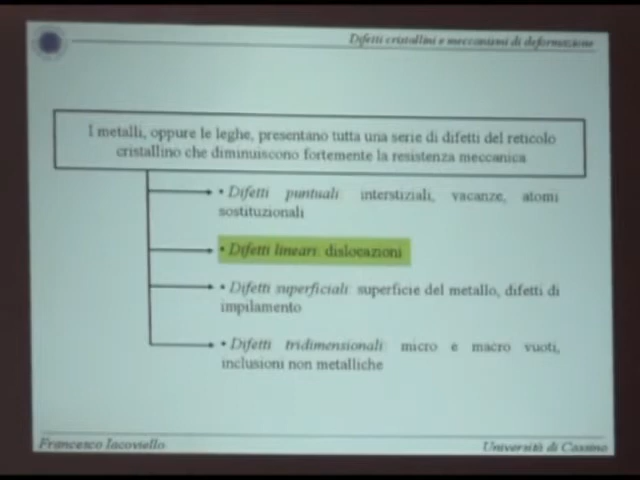 Difetti cristallini e meccanismi di deformazione
I metalli, oppure le leghe, presentano tutta una serie di difetti del reticolo
cristallino che diminuiscono fortemente la resistenza meccanica
• Difetti puntuali: interstiziali, vacanze, atomi
sostituzionali
• Difetti lineari: dislocazioni
• Difetti superficiali: superficie del metallo, difetti di
impilamento
• Difetti tridimensionali: micro e macro vuoti,
inclusioni non metalliche
Francesco Iacoviello
Università di Cassino